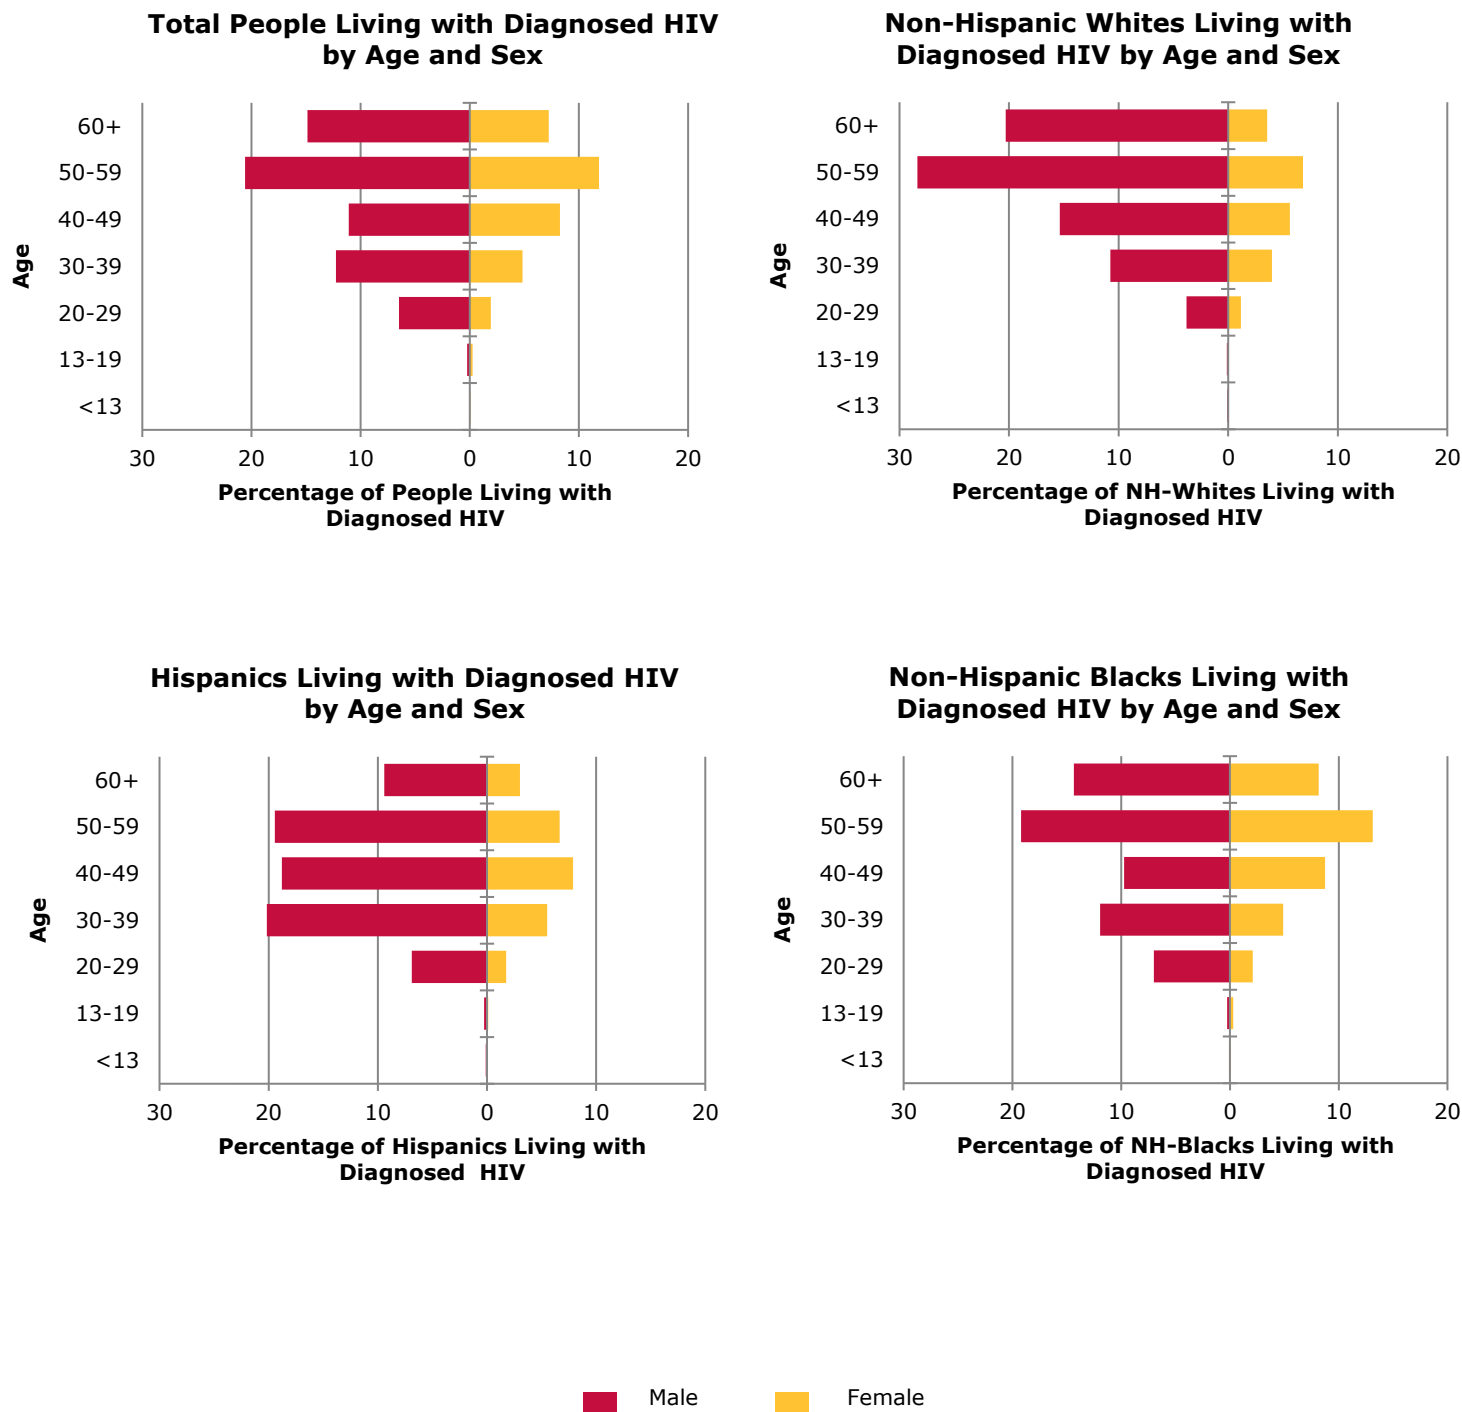 Total People Living with Diagnosed HIV
by Age and Sex
60+
50-59
40-49
30-39
20-29
13-19
<13
Age
30 20 10 0 10 20
Percentage of People Living with
Diagnosed HIV
Non-Hispanic Whites Living with
Diagnosed HIV by Age and Sex
60+
50-59
40-49
30-39
20-29
13-19
<13
Age
30 20 10 0 10 20
Percentage of NH-Whites Living with
Diagnosed HIV
Hispanics Living with Diagnosed HIV
by Age and Sex
60+
50-59
40-49
30-39
20-29
13-19
<13
Age
30 20 10 0 10 20
Percentage of Hispanics Living with
Diagnosed HIV
Non-Hispanic Blacks Living with
Diagnosed HIV by Age and Sex
60+
50-59
40-49
30-39
20-29
13-19
<13
Age
30 20 10 0 10 20
Percentage of NH-Blacks Living with
Diagnosed HIV
Male Female